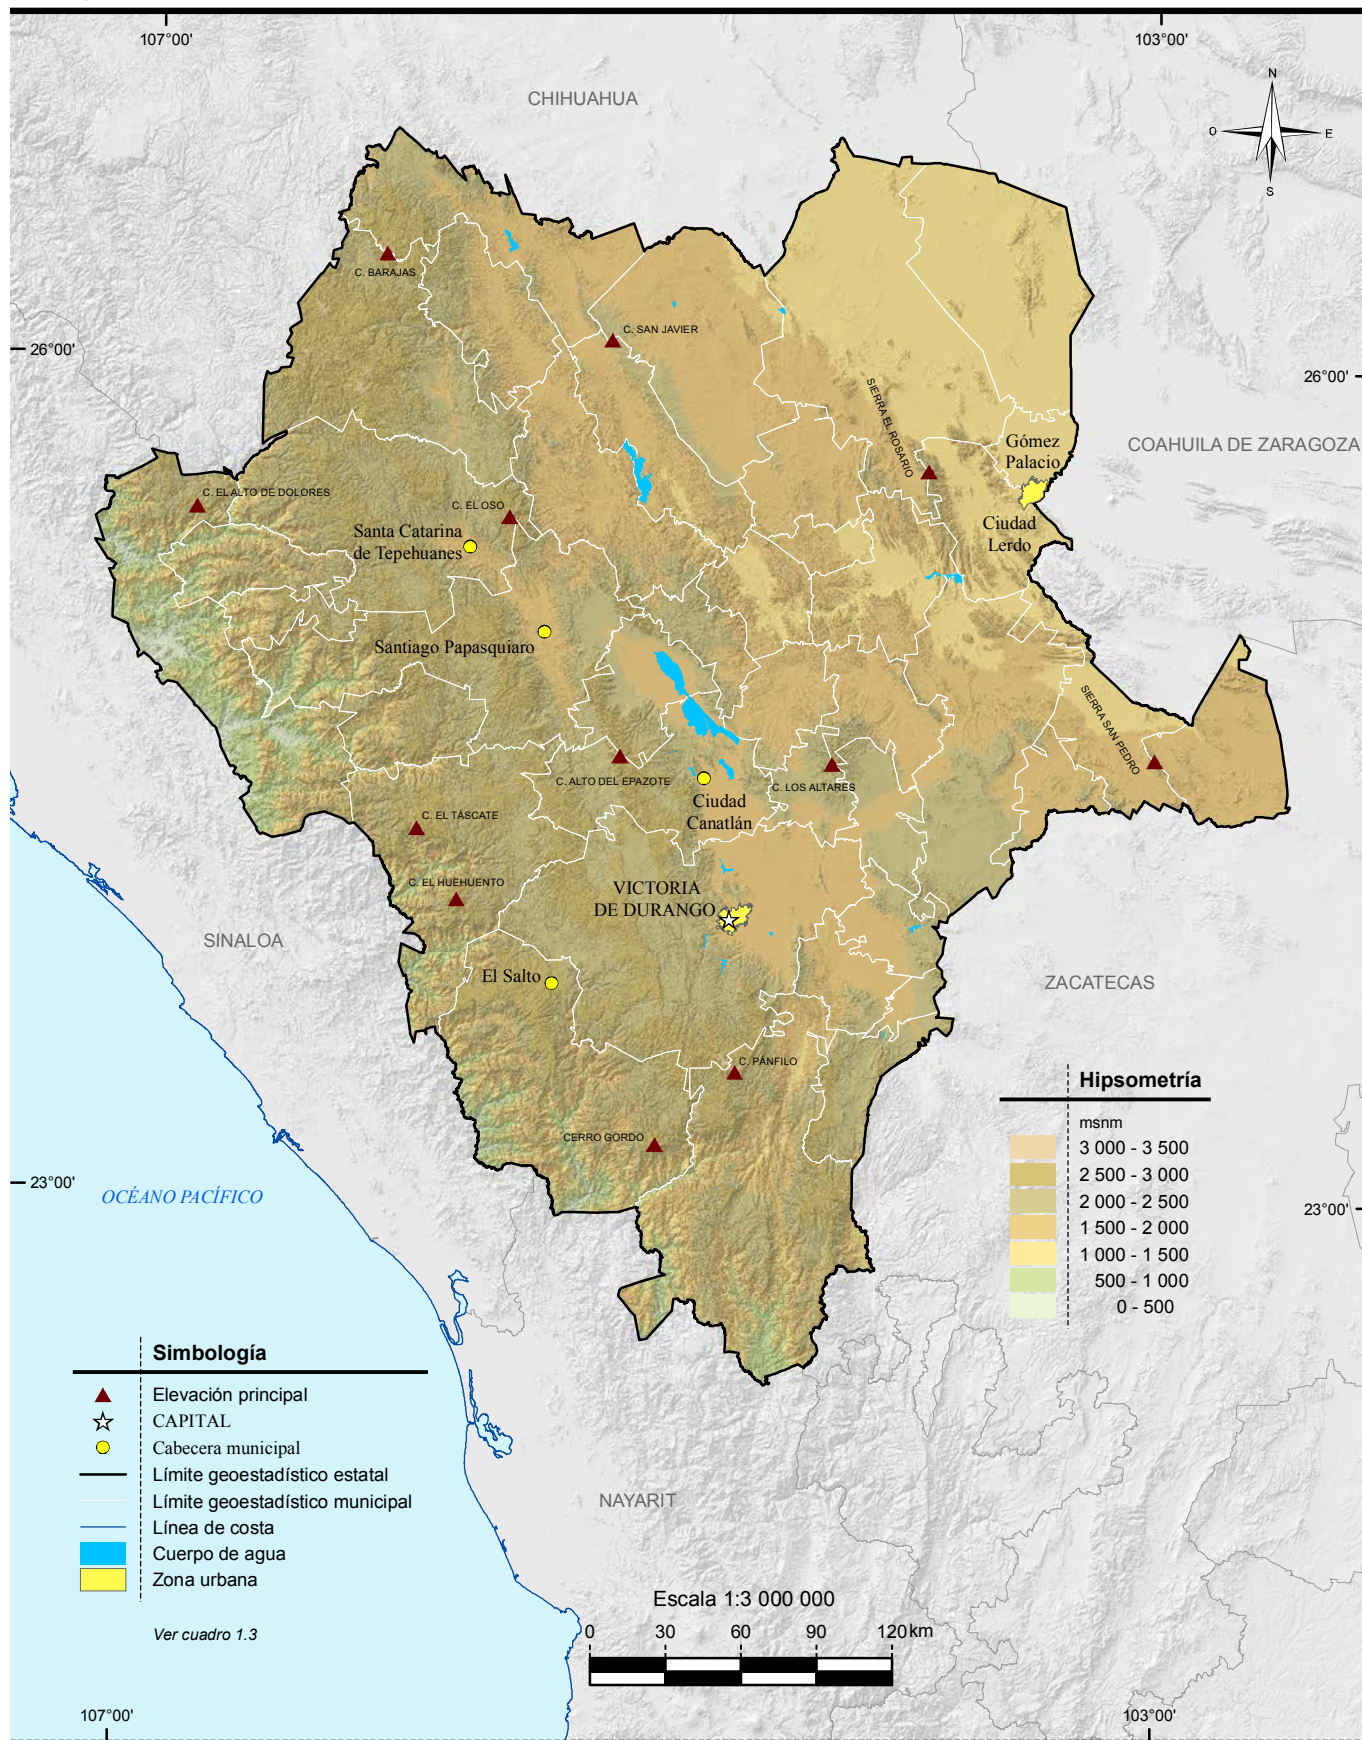 107°00'
103°00'
CHIHUAHUA
N
O
E
S
C. BARAJAS
C. SAN JAVIER
26°00'
26°00'
SIERRA EL ROSARIO
Gómez
Palacio
COAHUILA DE ZARAGOZA
C. EL ALTO DE DOLORES
C. EL OSO
Santa Catarina
de Tepehuanes
Ciudad
Lerdo
Santiago Papasquiaro
SIERRA SAN PEDRO
C. ALTO DEL EPAZOTE
C. LOS ALTARES
Ciudad
Canatlán
C. EL TÁSCATE
C. EL HUEHUENTO
VICTORIA
DE DURANGO
SINALOA
El Salto
ZACATECAS
C. PÁNFILO
CERRO GORDO
Hipsometría
msnm
3 000 - 3 500
2 500 - 3 000
2 000 - 2 500
1 500 - 2 000
1 000 - 1 500
500 - 1 000
0 - 500
23°00'
23°00'
OCÉANO PACÍFICO
Simbología
Elevación principal
CAPITAL
Cabecera municipal
Límite geoestadístico estatal
Límite geoestadístico municipal
Línea de costa
Cuerpo de agua
Zona urbana
Ver cuadro 1.3
NAYARIT
Escala 1:3 000 000
0 30 60 90 120 km
107°00'
103°00'